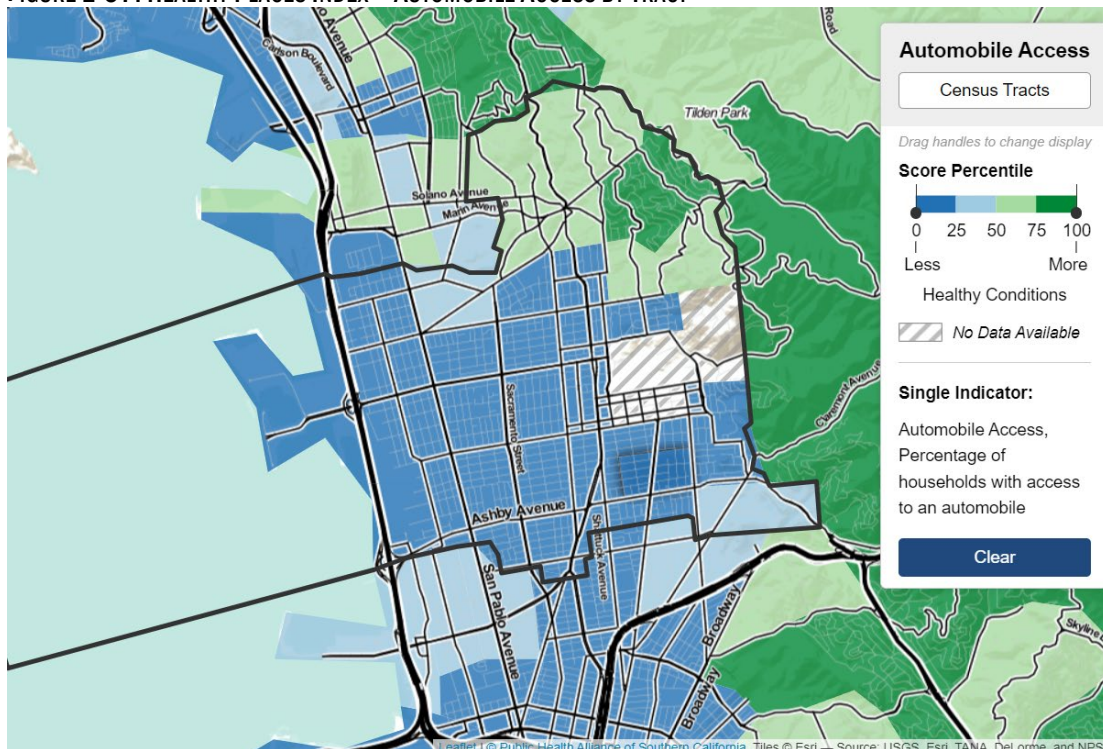 Automobile Access
Census Tracts
Drag handles to change display
Score Percentile
0 25 50 75 100
Less More
Healthy Conditions
No Data Available
Single Indicator:
Automobile Access,
Percentage of
households with access
to an automobile
Clear
Carlson Boulevard
Avenue
Road
Tilden Park
Solano Avenue
Marin Avenue
Claremont Avenue
Sacramento Street
Ashby Avenue
Shattuck Avenue
San Pablo Avenue
Broadway
Broadway
Skyline
Leaflet | © Public Health Alliance of Southern California, Tiles © Esri — Source: USGS, Esri, TANA, DeLorme, and NPS